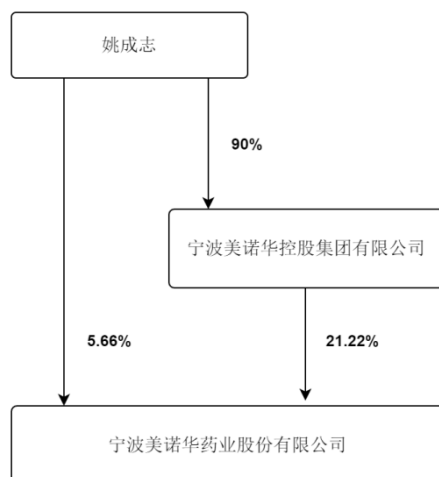 姚成志
90%
宁波美诺华控股集团有限公司
5.66%
21.22%
宁波美诺华药业股份有限公司